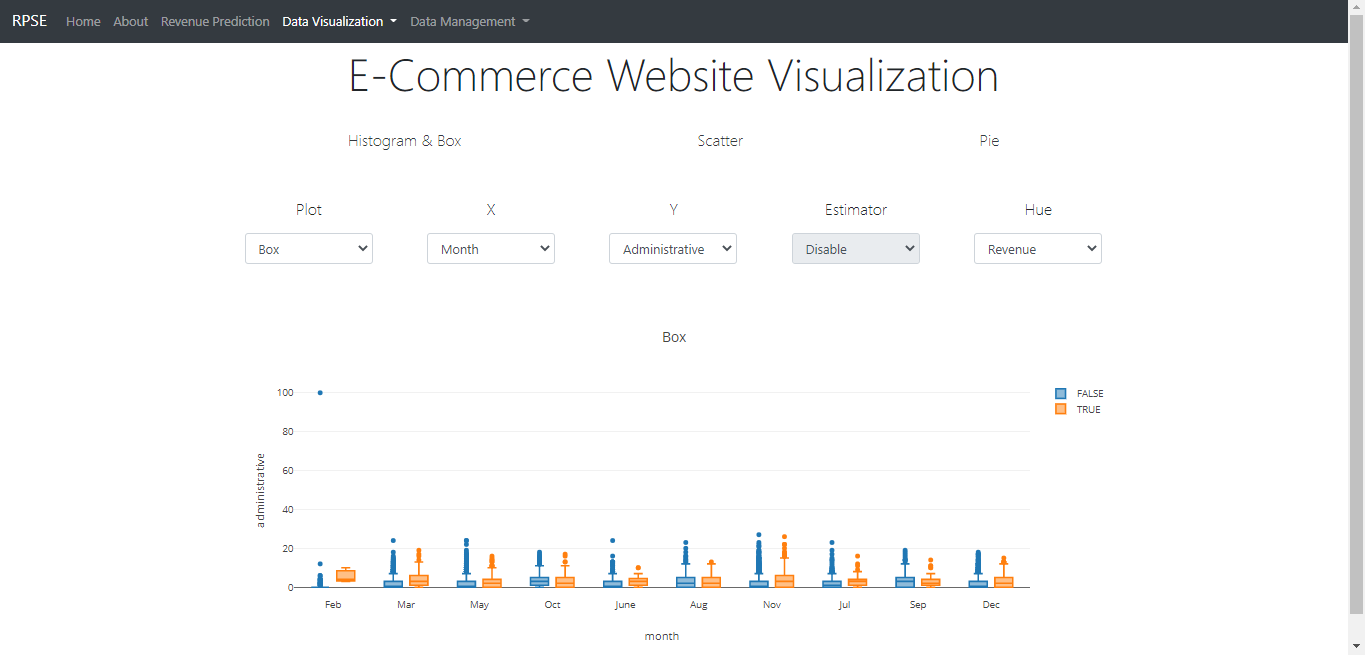 RPSE Home About Revenue Prediction Data Visualization Data Management
E-Commerce Website Visualization
Histogram & Box Scatter Pie
Plot X Y Estimator Hue
Box Month Administrative Disable Revenue
Box
100
80
60
40
20
0
administrative
FALSE
TRUE
Feb Mar May Oct June Aug Nov Jul Sep Dec
month